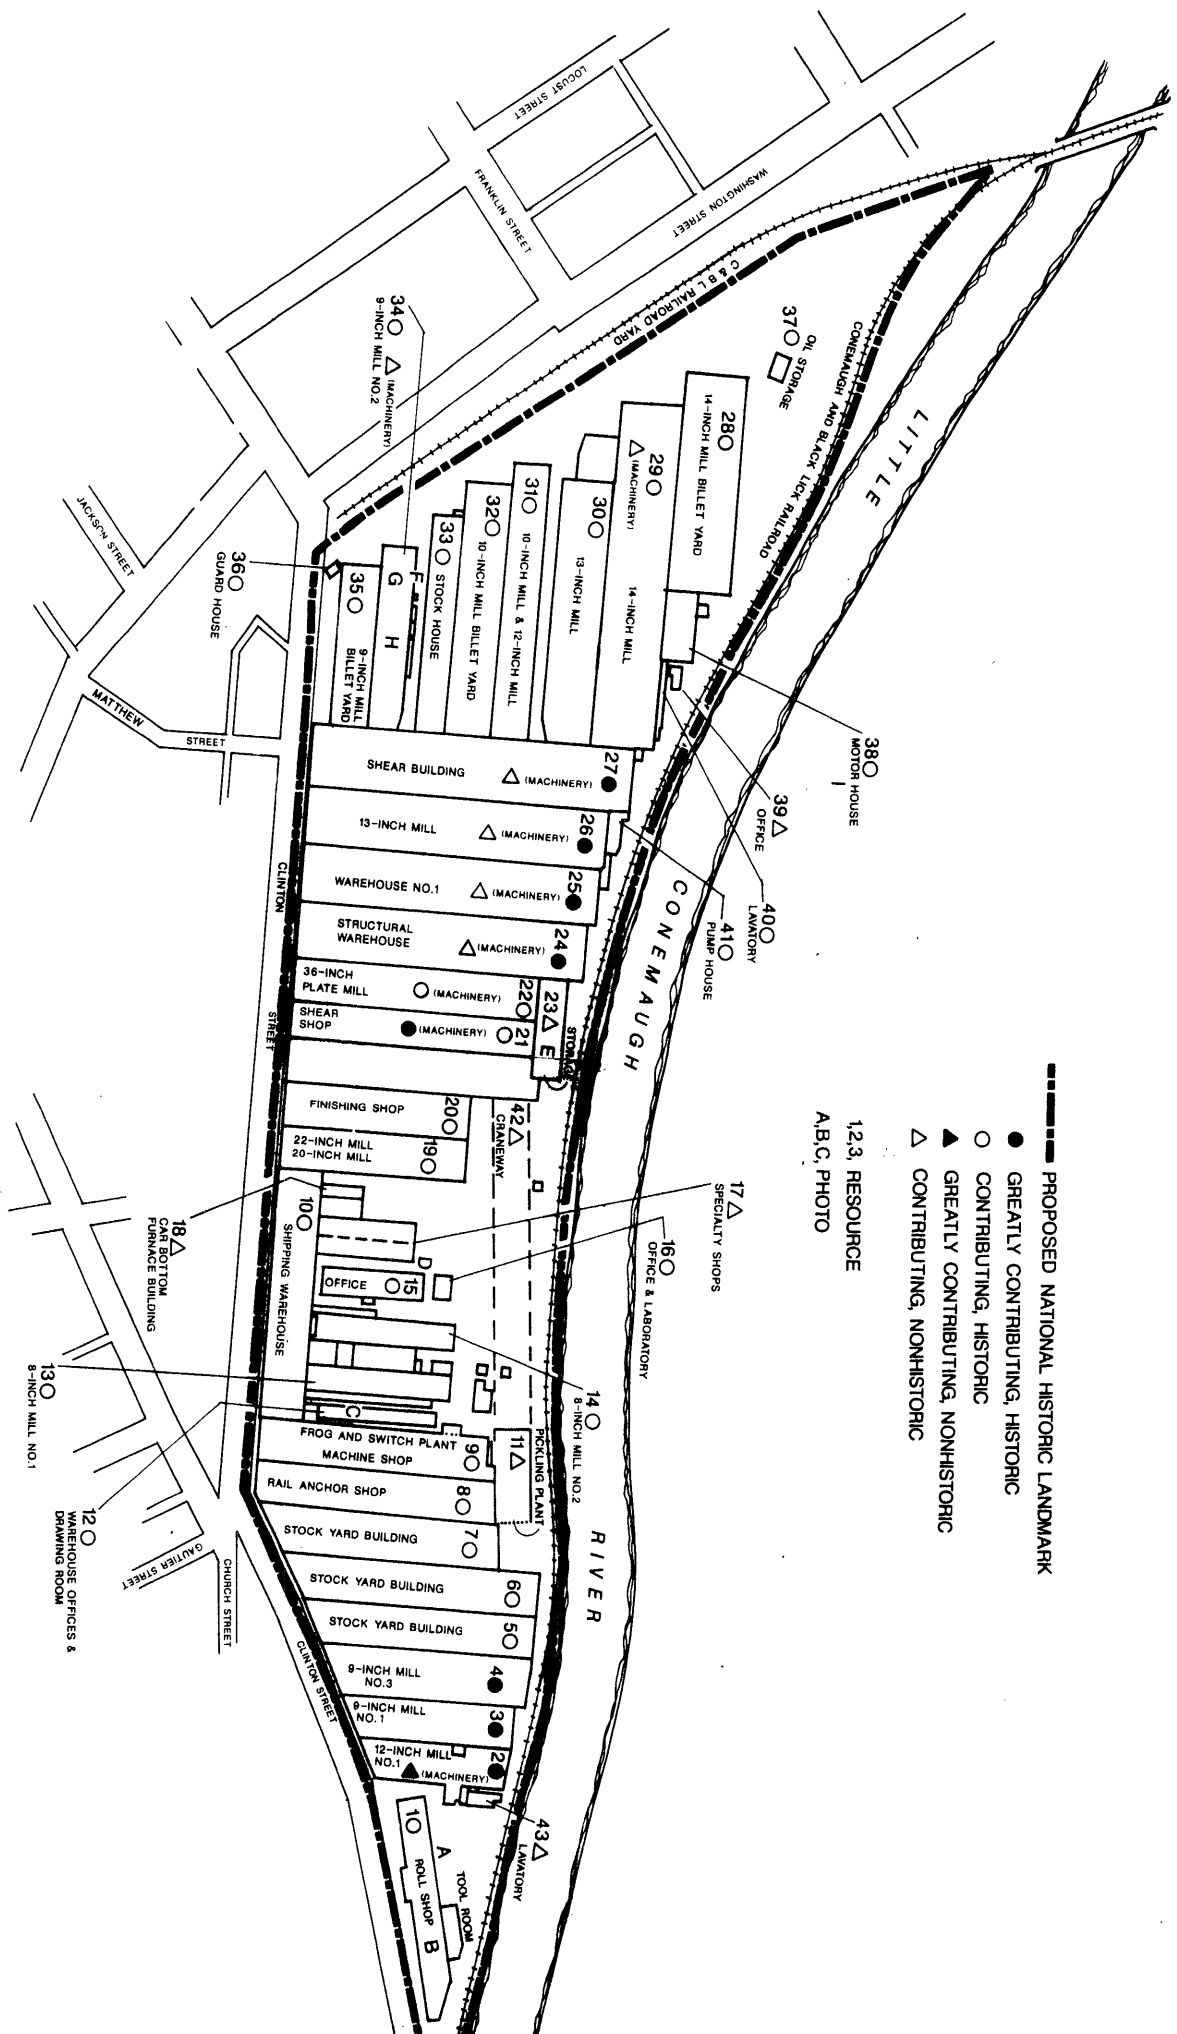 PROPOSED NATIONAL HISTORIC LANDMARK
● GREATLY CONTRIBUTING, HISTORIC
○ CONTRIBUTING, HISTORIC
▲ GREATLY CONTRIBUTING, NONHISTORIC
△ CONTRIBUTING, NONHISTORIC
1,2,3, RESOURCE
A,B,C, PHOTO
LITTLE
CONEMAUGH
RIVER
LOCUST STREET
FRANKLIN STREET
WASHINGTON STREET
C & B L RAILROAD YARD
CONEMAUGH AND BLACK LICK RAILROAD
JACKSON STREET
MATTHEW
STREET
CLINTON
STREET
GAUTIER STREET
CHURCH STREET
CLINTON STREET
37○
OIL STORAGE
28○
14-INCH MILL BILLET YARD
29○
△ (MACHINERY)
14-INCH MILL
30○
13-INCH MILL
31○
10-INCH MILL & 12-INCH MILL
32○
10-INCH MILL BILLET YARD
33○
STOCK HOUSE
34○ △ (MACHINERY)
9-INCH MILL NO.2
F
G
H
35○
9-INCH MILL
BILLET YARD
36○
GUARD HOUSE
38○
MOTOR HOUSE
39△
OFFICE
40○
LAVATORY
41○
PUMP HOUSE
27●
SHEAR BUILDING △ (MACHINERY)
26●
13-INCH MILL △ (MACHINERY)
25●
WAREHOUSE NO.1 △ (MACHINERY)
24●
STRUCTURAL
WAREHOUSE △ (MACHINERY)
23△ E
STORAGE
22○
36-INCH
PLATE MILL ○ (MACHINERY)
21○
SHEAR
SHOP ● (MACHINERY)
20○
FINISHING SHOP
19○
22-INCH MILL
20-INCH MILL
42△
CRANEWAY
17△
SPECIALTY SHOPS
16○
OFFICE & LABORATORY
18△
CAR BOTTOM
FURNACE BUILDING
10○
SHIPPING WAREHOUSE
D
15○
OFFICE
14○
8-INCH MILL NO.2
13○
8-INCH MILL NO.1
C
12○
WAREHOUSE OFFICES &
DRAWING ROOM
11△
PICKLING PLANT
9○
FROG AND SWITCH PLANT
MACHINE SHOP
8○
RAIL ANCHOR SHOP
7○
STOCK YARD BUILDING
6○
STOCK YARD BUILDING
5○
STOCK YARD BUILDING
4●
9-INCH MILL
NO.3
3●
9-INCH MILL
NO.1
2●
12-INCH MILL
NO.1 ▲ (MACHINERY)
43△
LAVATORY
1○
ROLL SHOP
A
B
TOOL ROOM